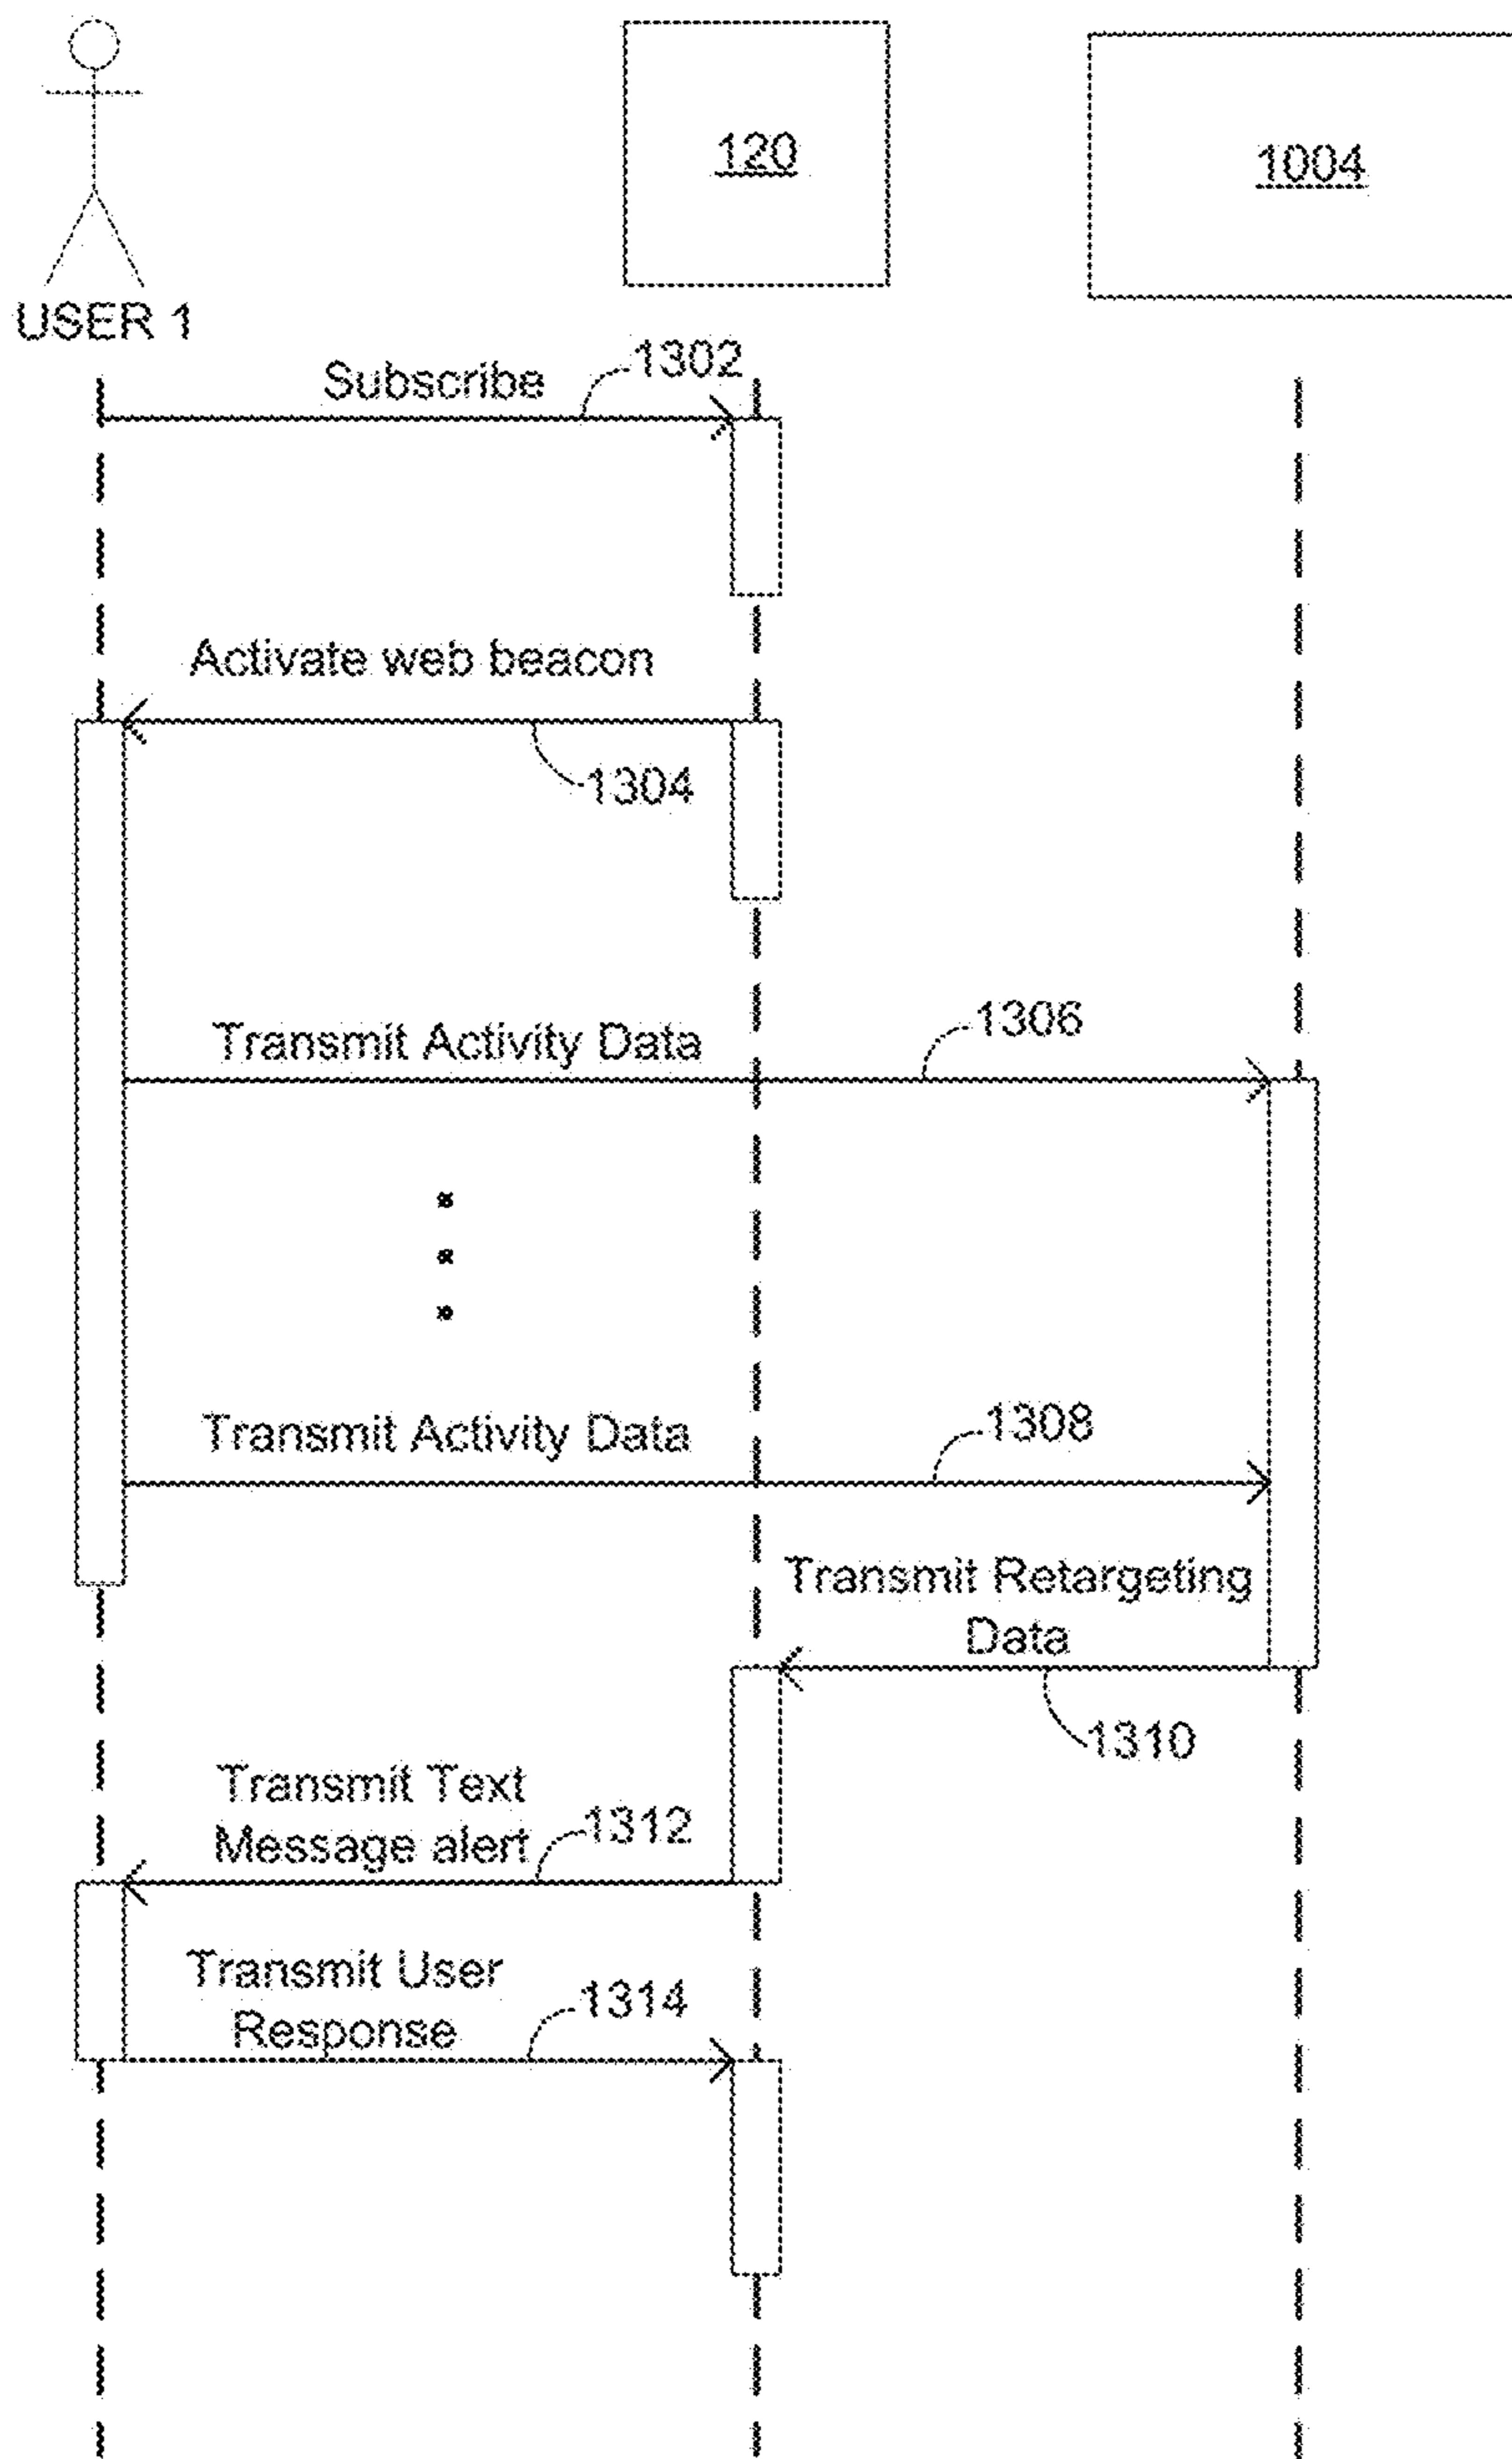 120
1004
USER 1
Subscribe
1302
Activate web beacon
1304
1306
Transmit Activity Data
1308
Transmit Activity Data
Transmit Retargeting
Data
1310
Transmit Text
Message alert
1312
Transmit User
Response
1314